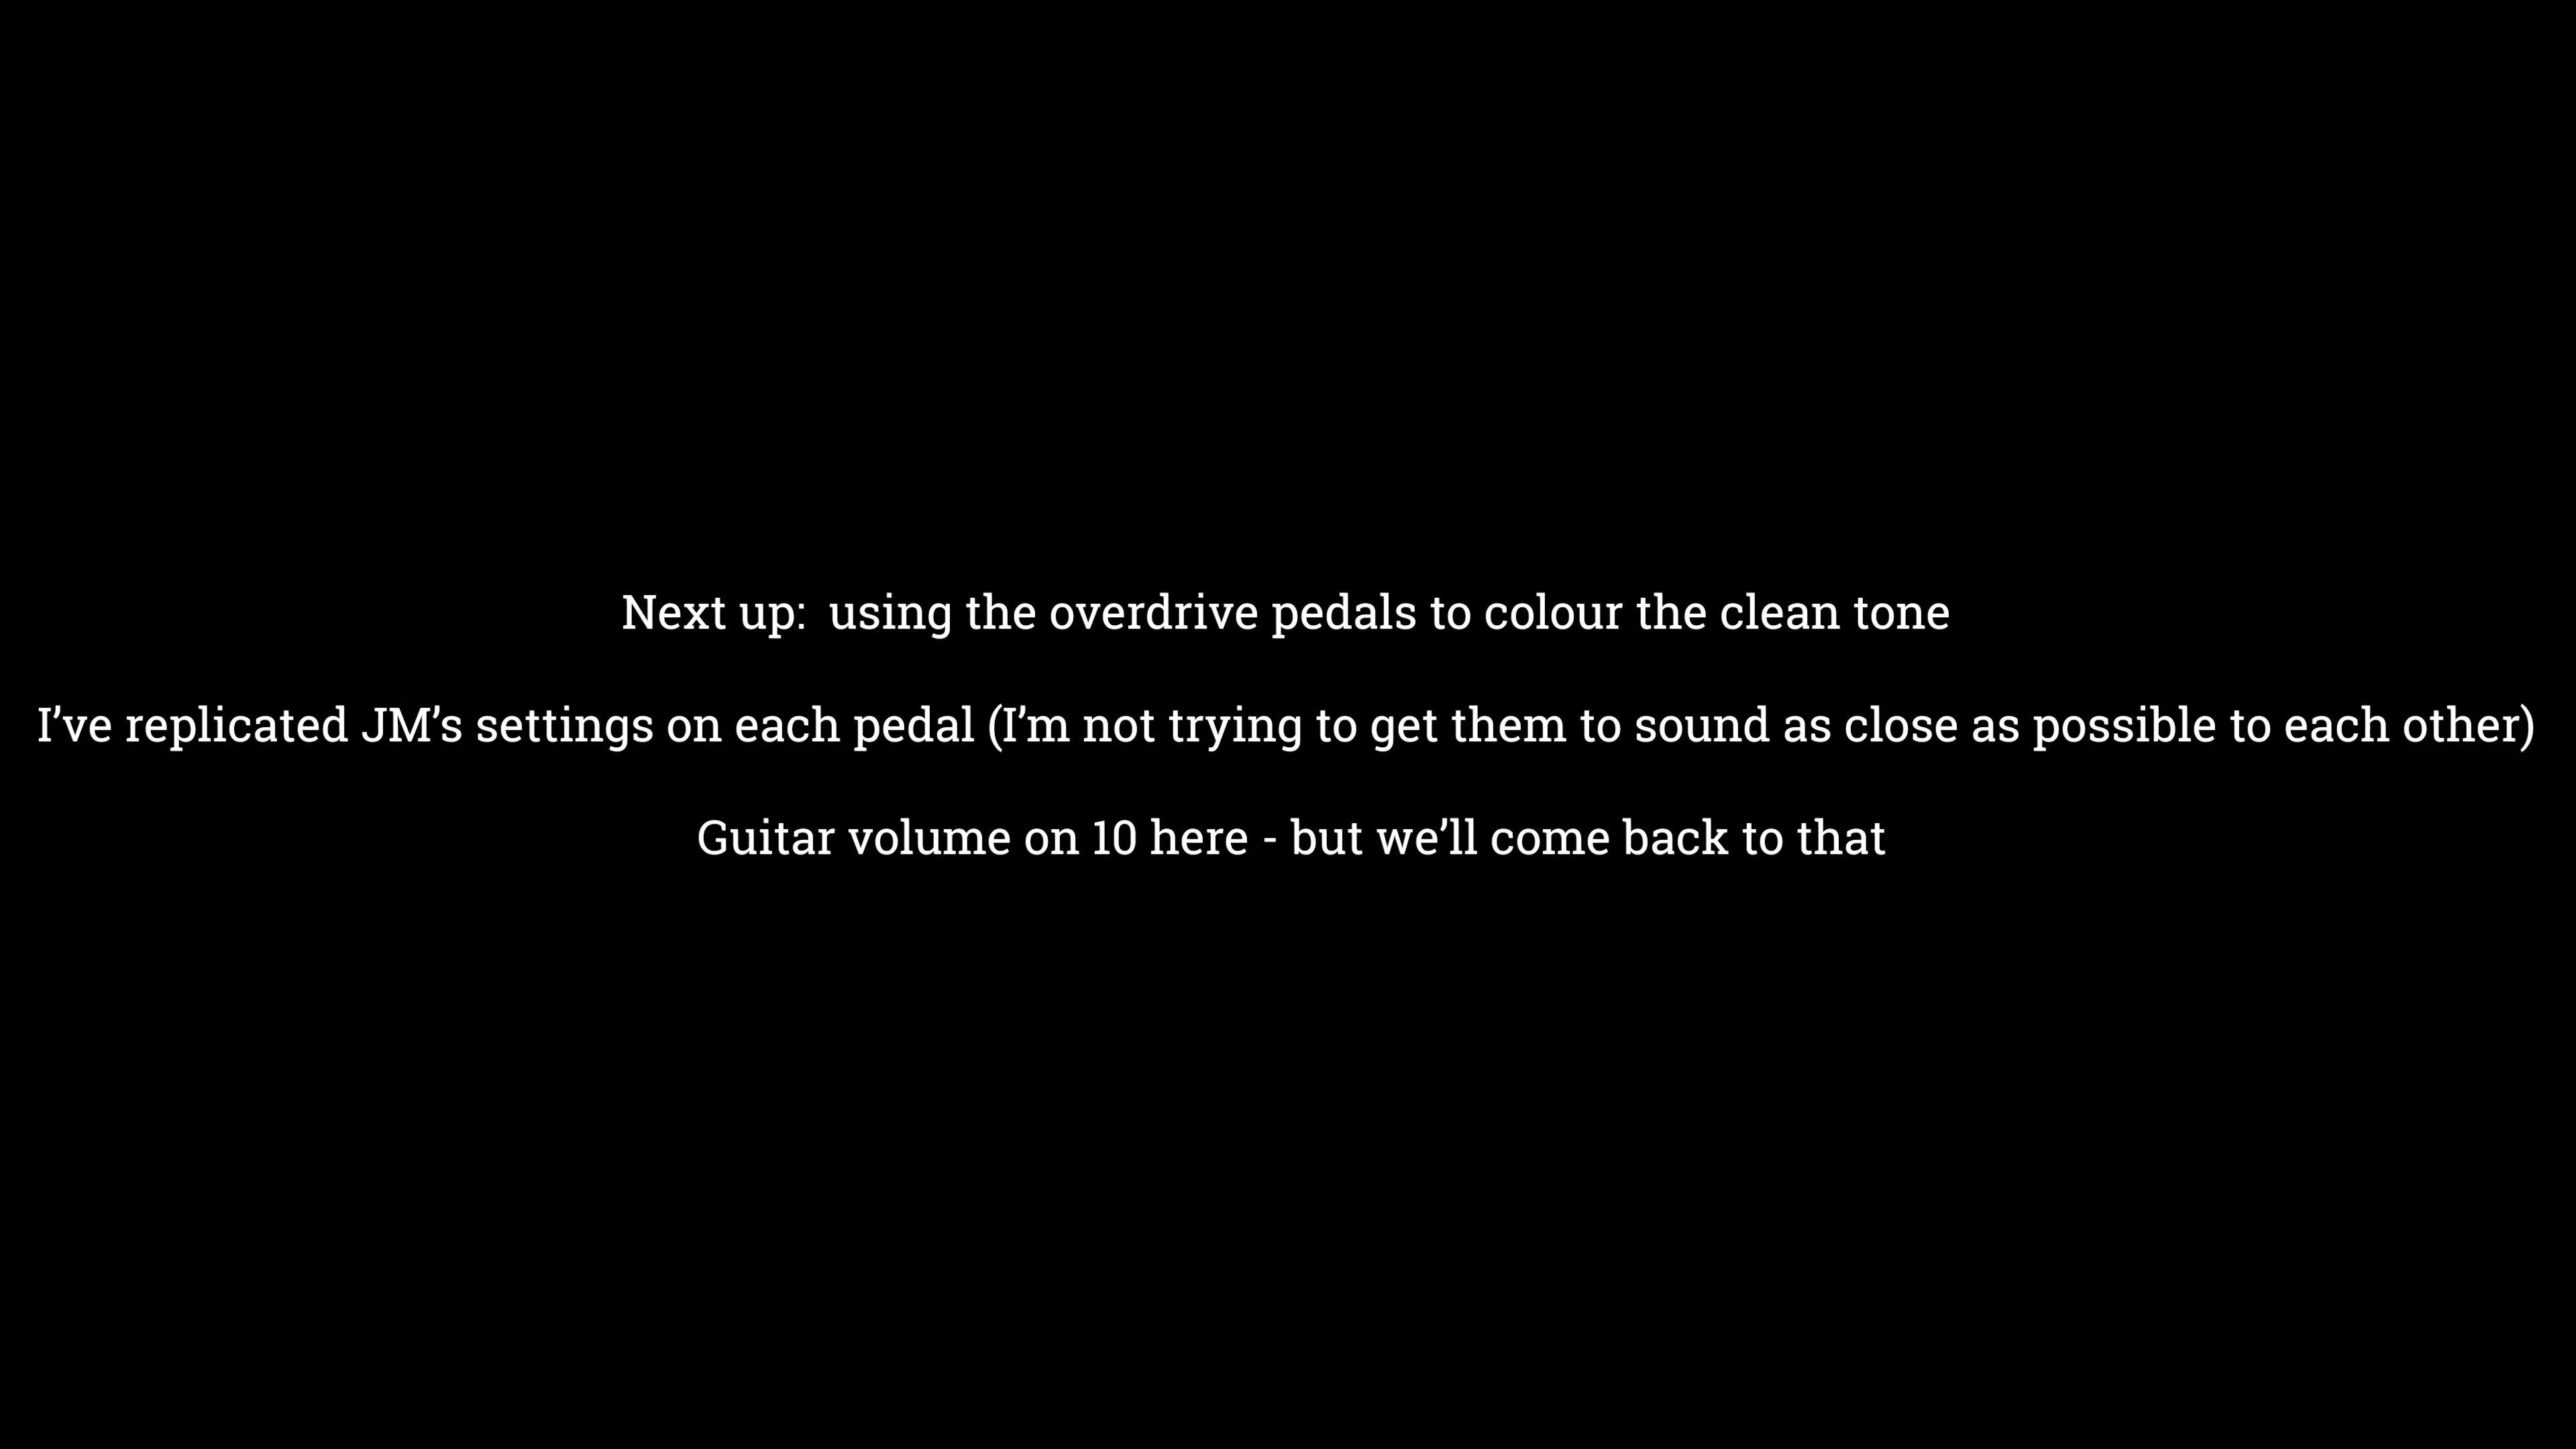 Next up:  using the overdrive pedals to colour the clean tone
I’ve replicated JM’s settings on each pedal (I’m not trying to get them to sound as close as possible to each other)
Guitar volume on 10 here - but we’ll come back to that